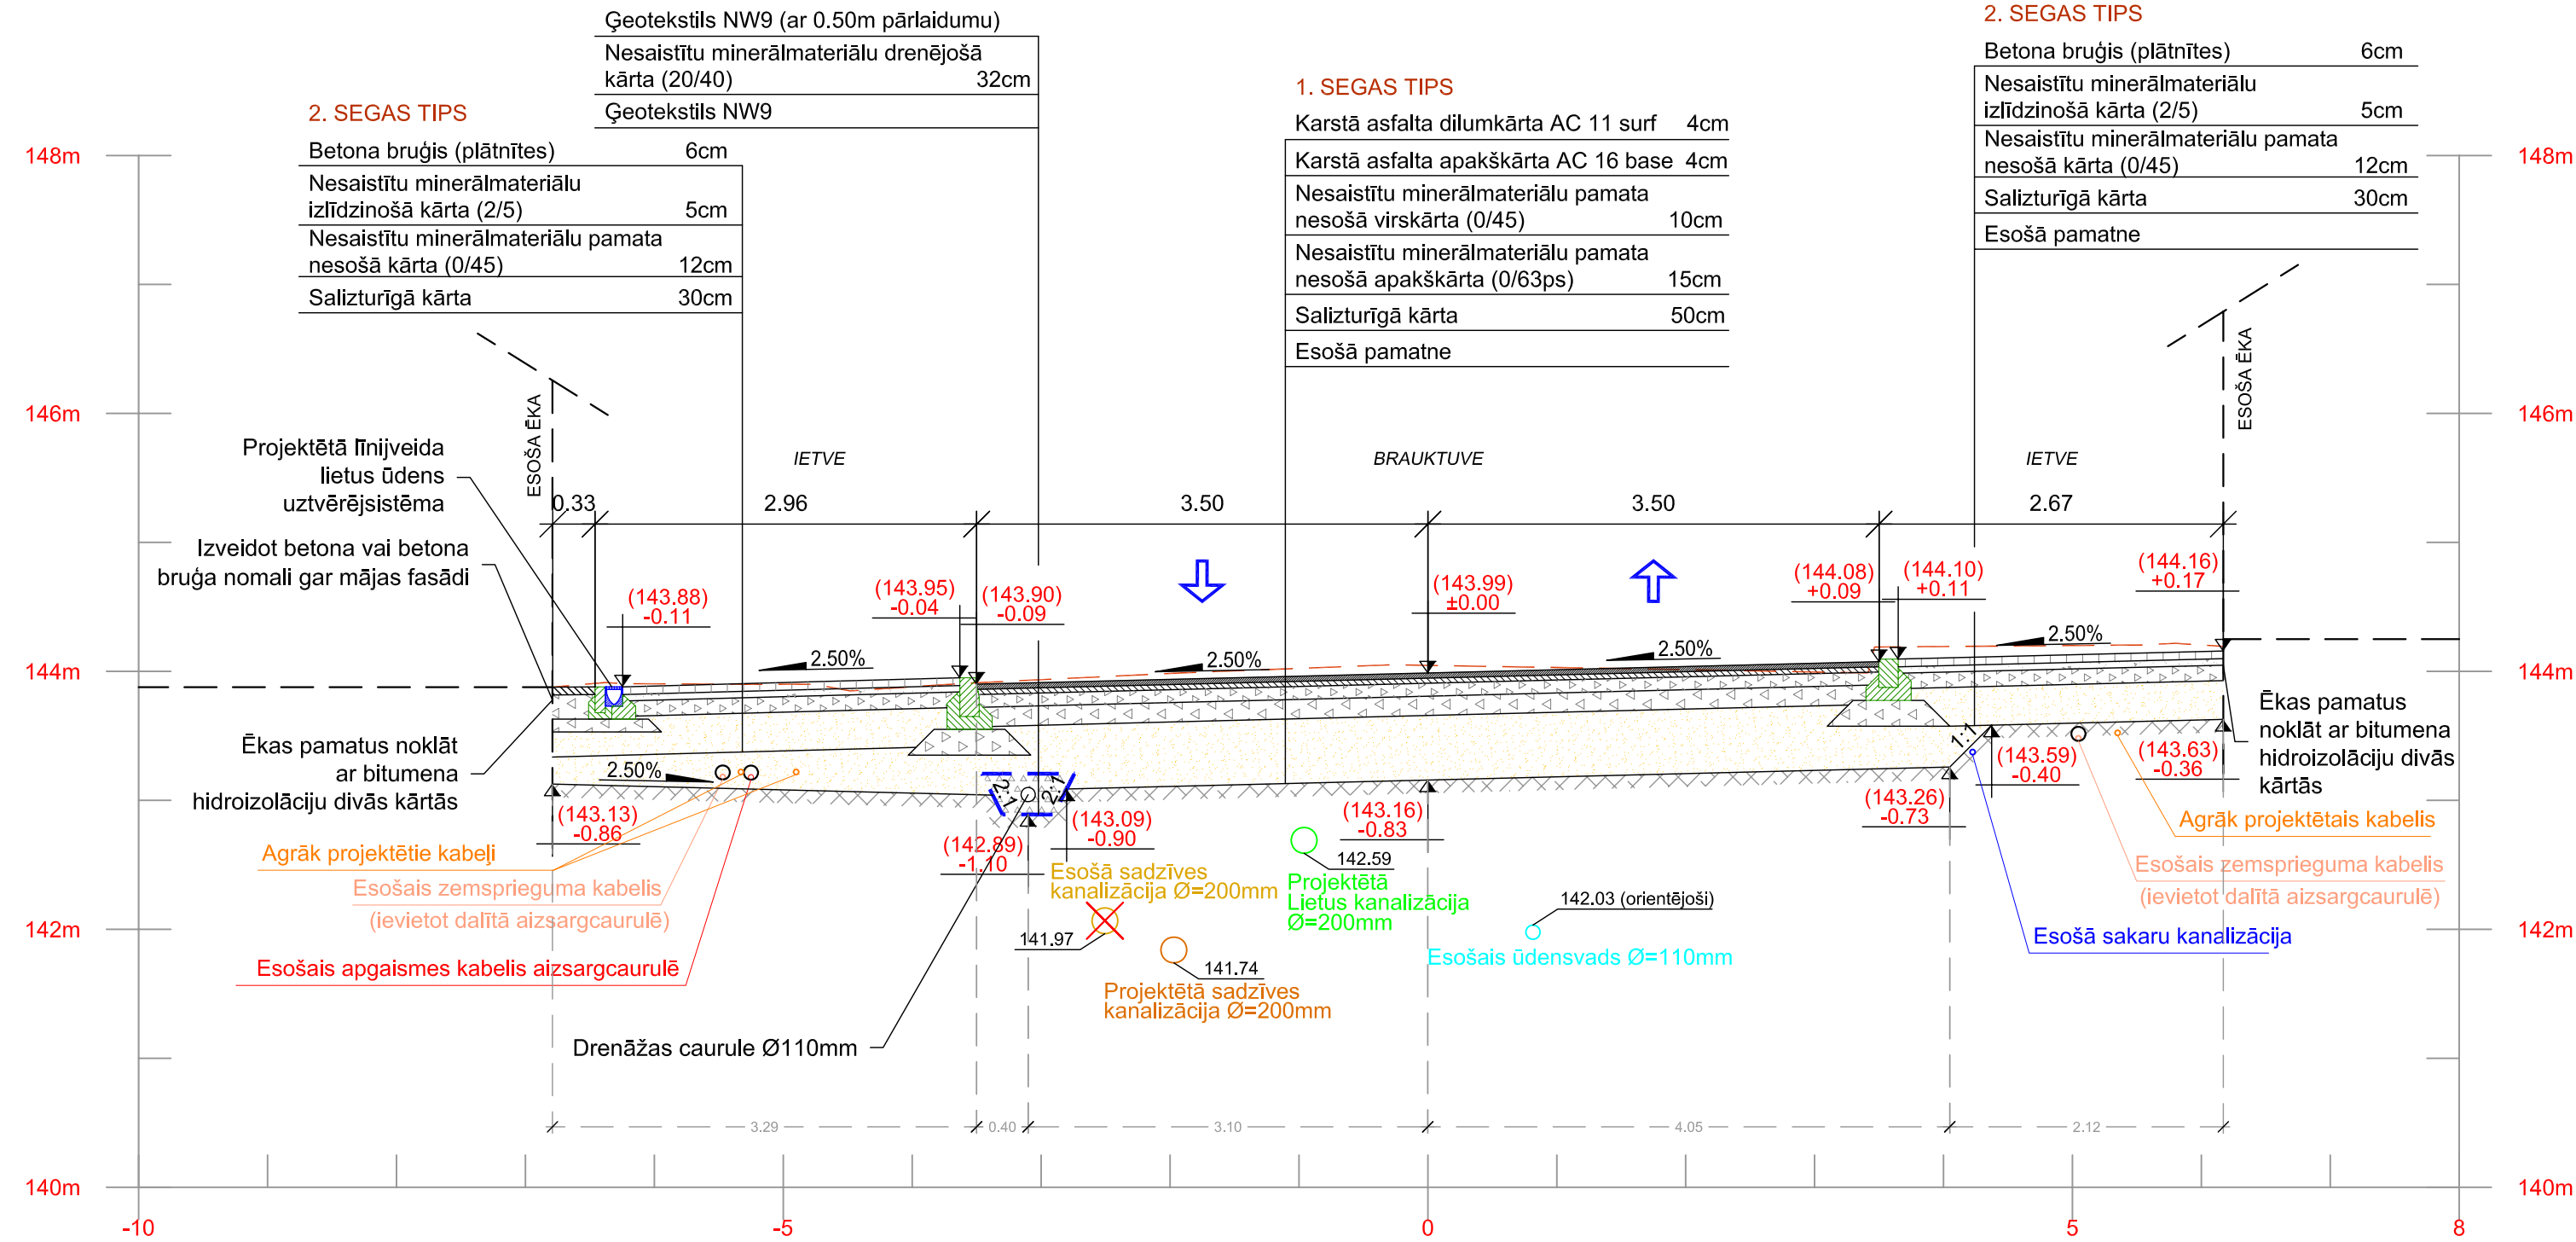 Ģeotekstils NW9 (ar 0.50m pārlaidumu)
Nesaistītu minerālmateriālu drenējošā
kārta (20/40) 32cm
Ģeotekstils NW9
2. SEGAS TIPS
Betona bruģis (plātnītes) 6cm
Nesaistītu minerālmateriālu
izlīdzinošā kārta (2/5) 5cm
Nesaistītu minerālmateriālu pamata
nesošā kārta (0/45) 12cm
Salizturīgā kārta 30cm
1. SEGAS TIPS
Karstā asfalta dilumkārta AC 11 surf 4cm
Karstā asfalta apakškārta AC 16 base 4cm
Nesaistītu minerālmateriālu pamata
nesošā virskārta (0/45) 10cm
Nesaistītu minerālmateriālu pamata
nesošā apakškārta (0/63ps) 15cm
Salizturīgā kārta 50cm
Esošā pamatne
2. SEGAS TIPS
Betona bruģis (plātnītes) 6cm
Nesaistītu minerālmateriālu
izlīdzinošā kārta (2/5) 5cm
Nesaistītu minerālmateriālu pamata
nesošā kārta (0/45) 12cm
Salizturīgā kārta 30cm
Esošā pamatne
148m
148m
146m
146m
144m
144m
142m
142m
140m
140m
ESOŠA ĒKA
ESOŠA ĒKA
IETVE
BRAUKTUVE
IETVE
0.33
2.96
3.50
3.50
2.67
Projektētā līnijveida
lietus ūdens
uztvērējsistēma
Izveidot betona vai betona
bruģa nomali gar mājas fasādi
Ēkas pamatus noklāt
ar bitumena
hidroizolāciju divās kārtās
(143.88)
-0.11
(143.95)
-0.04
(143.90)
-0.09
(143.99)
±0.00
(144.08)
+0.09
(144.10)
+0.11
(144.16)
+0.17
2.50%
2.50%
2.50%
2.50%
2.50%
2:1
2:1
1:1
(143.13)
-0.86
(142.89)
-1.10
(143.09)
-0.90
(143.16)
-0.83
(143.26)
-0.73
(143.59)
-0.40
(143.63)
-0.36
Ēkas pamatus
noklāt ar bitumena
hidroizolāciju divās
kārtās
Agrāk projektētie kabeļi
Esošais zemsprieguma kabelis
(ievietot dalītā aizsargcaurulē)
Esošais apgaismes kabelis aizsargcaurulē
Drenāžas caurule Ø110mm
Esošā sadzīves
kanalizācija Ø=200mm
141.97
141.74
Projektētā sadzīves
kanalizācija Ø=200mm
142.59
Projektētā
Lietus kanalizācija
Ø=200mm
142.03 (orientējoši)
Esošais ūdensvads Ø=110mm
Agrāk projektētais kabelis
Esošais zemsprieguma kabelis
(ievietot dalītā aizsargcaurulē)
Esošā sakaru kanalizācija
3.29
0.40
3.10
4.05
2.12
-10
-5
0
5
8